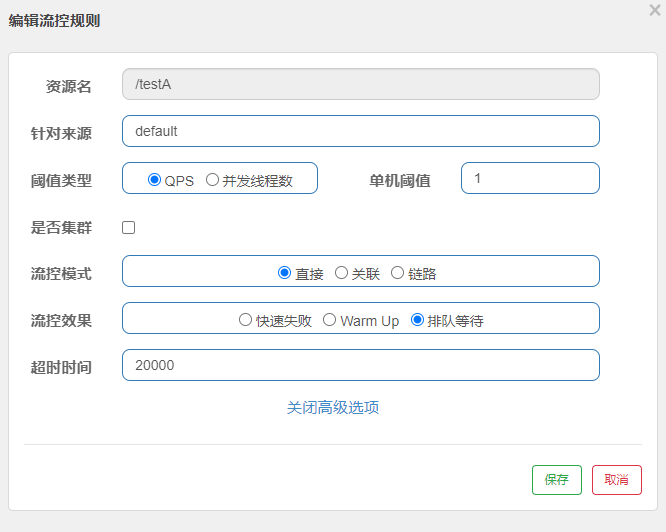 编辑流控规则
×
资源名 /testA
针对来源 default
阈值类型 QPS 并发线程数 单机阈值 1
是否集群
流控模式 直接 关联 链路
流控效果 快速失败 Warm Up 排队等待
超时时间 20000
关闭高级选项
保存 取消